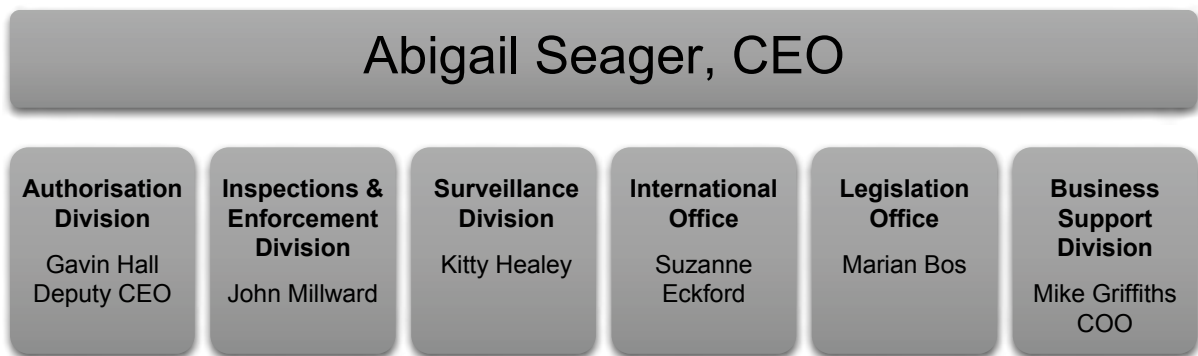 Abigail Seager, CEO
Authorisation
Division
Gavin Hall
Deputy CEO
Inspections &
Enforcement
Division
John Millward
Surveillance
Division
Kitty Healey
International
Office
Suzanne
Eckford
Legislation
Office
Marian Bos
Business
Support
Division
Mike Griffiths
COO